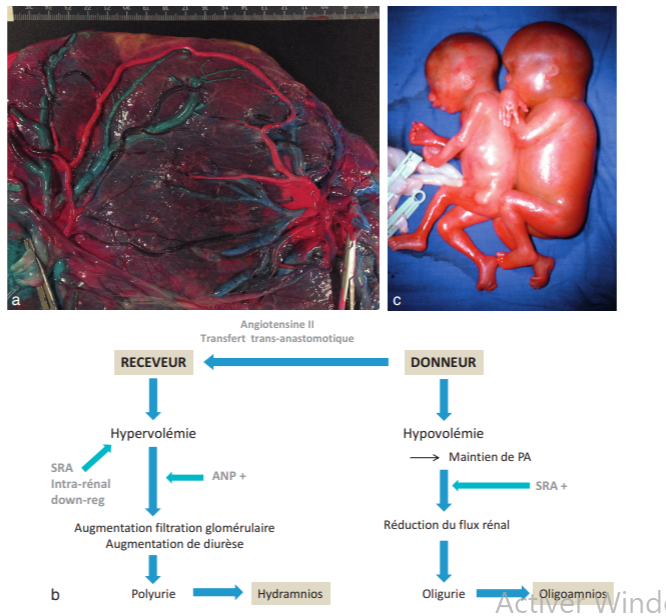 a
c
Angiotensine II
Transfert trans-anastomotique
RECEVEUR
DONNEUR
Hypervolémie
Hypovolémie
Maintien de PA
SRA
Intra-rénal
down-reg
ANP +
SRA +
Augmentation filtration glomérulaire
Augmentation de diurèse
Réduction du flux rénal
b
Polyurie
Hydramnios
Oligurie
Oligoamnios
Activer Wind